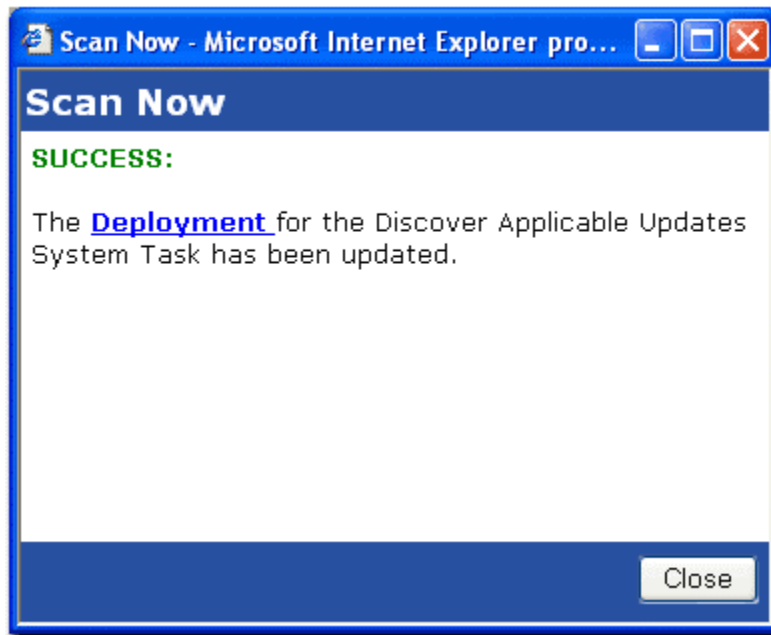 Scan Now - Microsoft Internet Explorer pro...
Scan Now
SUCCESS:
The Deployment for the Discover Applicable Updates
System Task has been updated.
Close